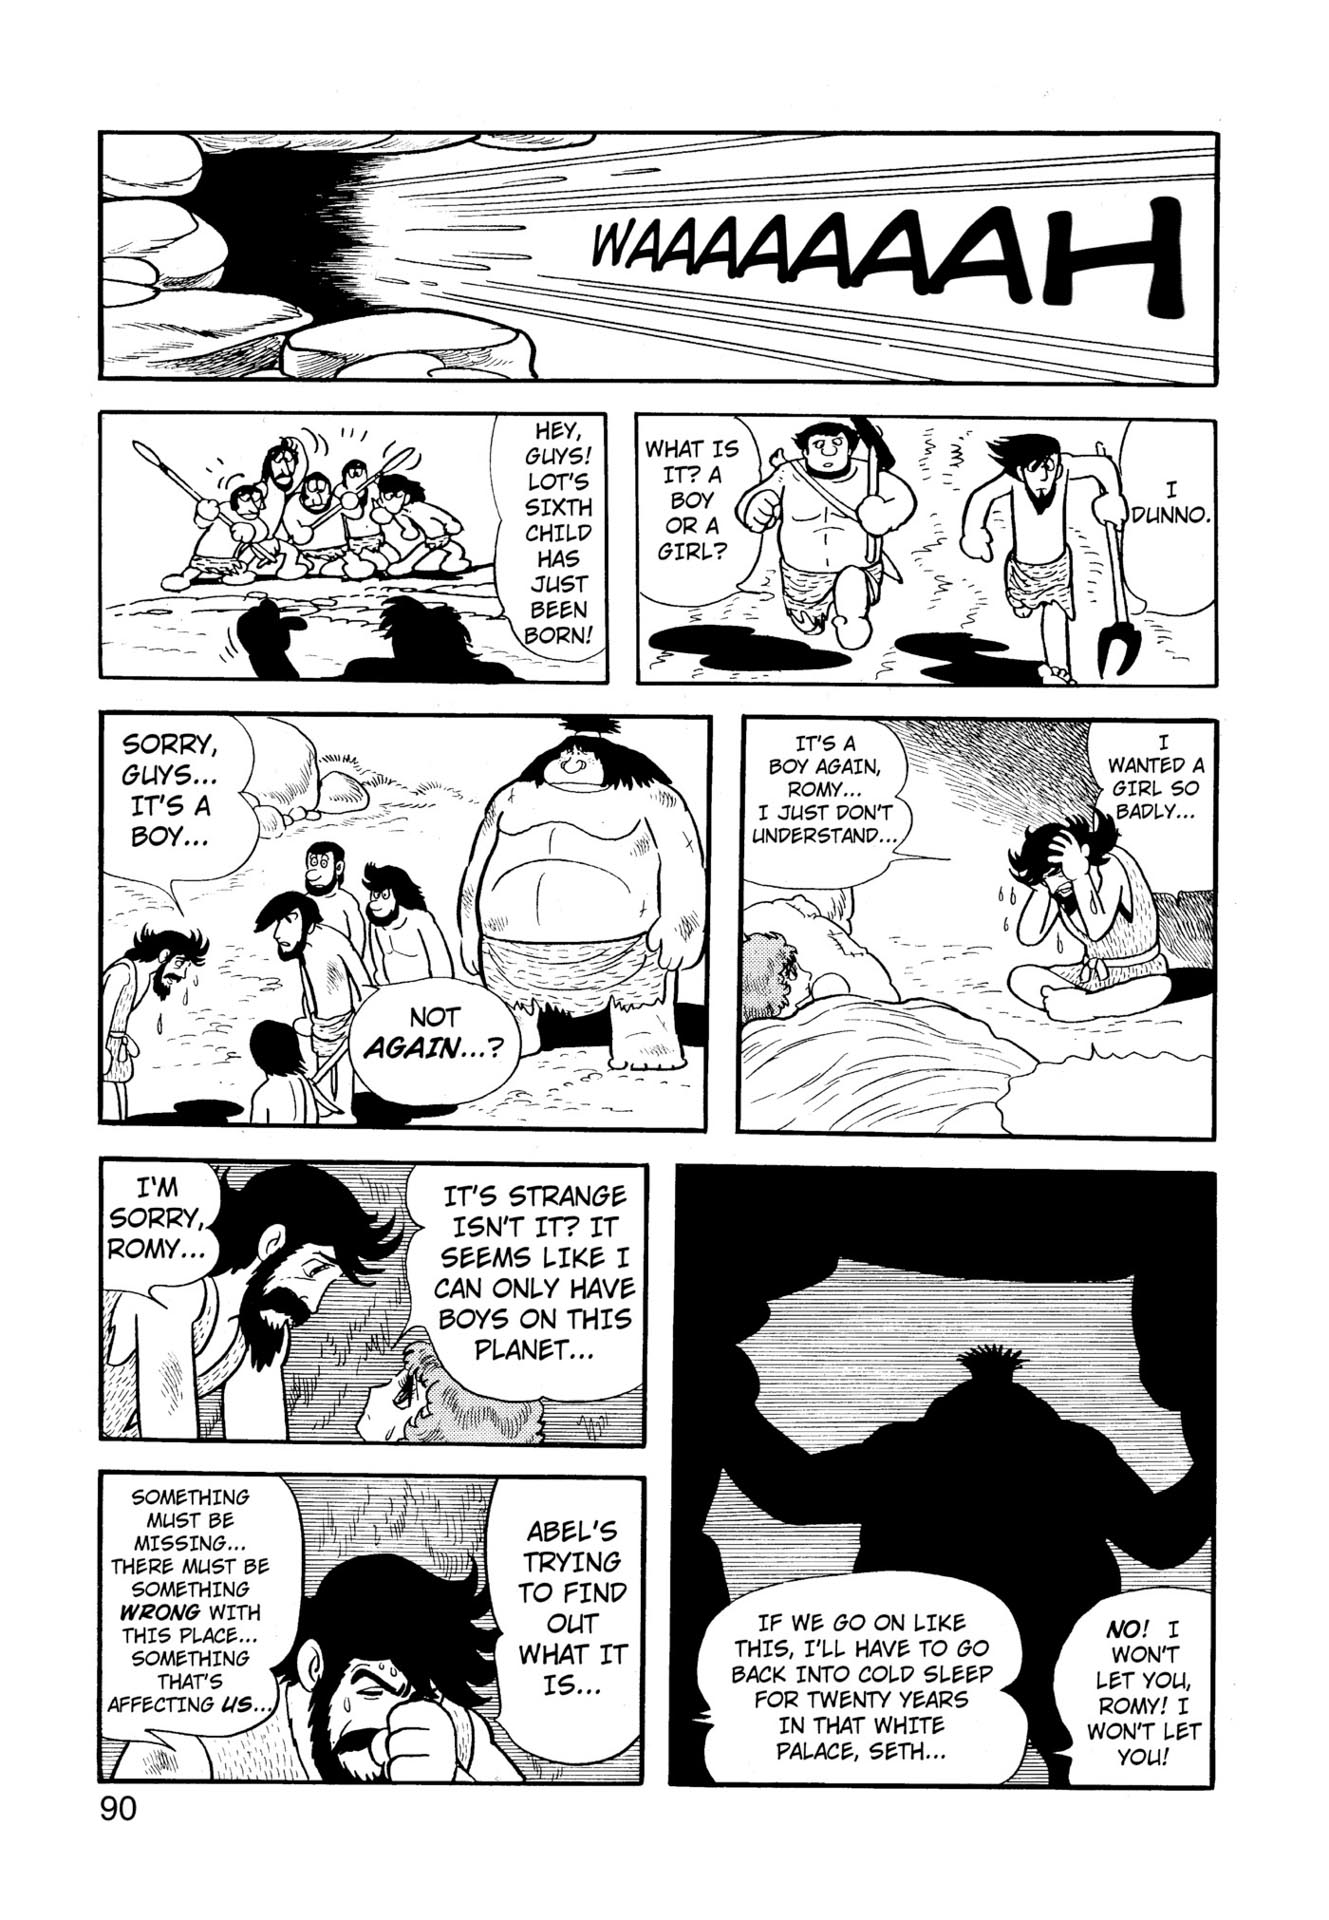 WAAAAAAAAH
HEY,
GUYS!
LOT'S
SIXTH
CHILD
HAS
JUST
BEEN
BORN!
WHAT IS
IT? A
BOY
OR A
GIRL?
I
DUNNO.
SORRY,
GUYS...
IT'S A
BOY...
NOT
AGAIN...?
IT'S A
BOY AGAIN,
ROMY...
I JUST DON'T
UNDERSTAND...
I
WANTED A
GIRL SO
BADLY...
I'M
SORRY,
ROMY...
IT'S STRANGE
ISN'T IT? IT
SEEMS LIKE I
CAN ONLY HAVE
BOYS ON THIS
PLANET...
SOMETHING
MUST BE
MISSING...
THERE MUST BE
SOMETHING
WRONG WITH
THIS PLACE...
SOMETHING
THAT'S
AFFECTING US...
ABEL'S
TRYING
TO FIND
OUT
WHAT IT
IS...
IF WE GO ON LIKE
THIS, I'LL HAVE TO GO
BACK INTO COLD SLEEP
FOR TWENTY YEARS
IN THAT WHITE
PALACE, SETH...
NO! I
WON'T
LET YOU,
ROMY! I
WON'T LET
YOU!
90